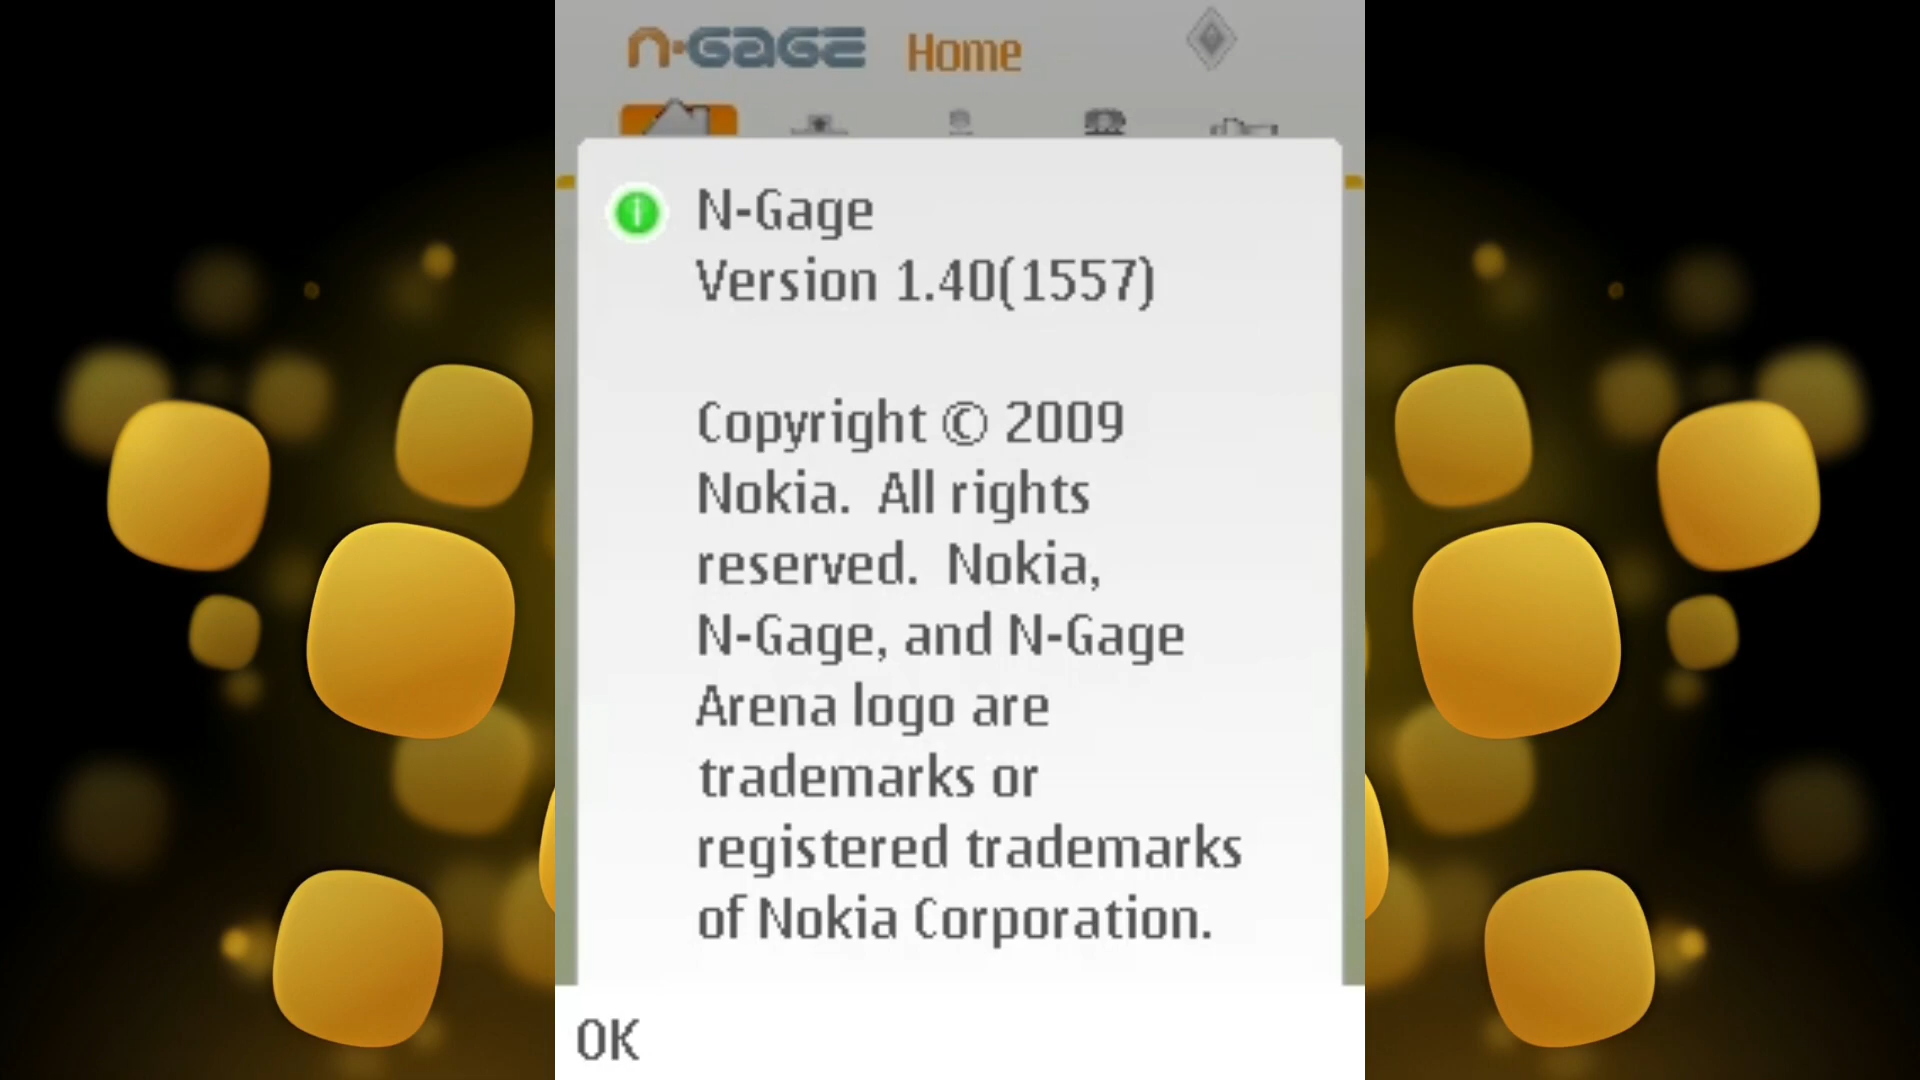 n-GaGe Home
N-Gage
Version 1.40(1557)
Copyright © 2009
Nokia.  All rights
reserved.  Nokia,
N-Gage, and N-Gage
Arena logo are
trademarks or
registered trademarks
of Nokia Corporation.
OK